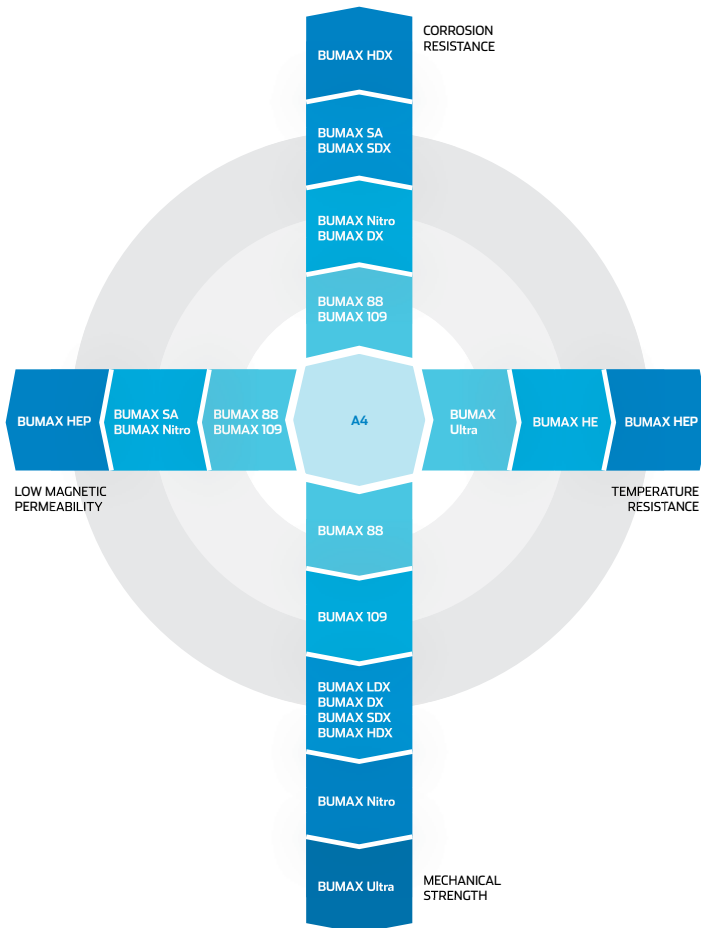 BUMAX HDX
CORROSION
RESISTANCE
BUMAX SA
BUMAX SDX
BUMAX Nitro
BUMAX DX
BUMAX 88
BUMAX 109
BUMAX HEP
BUMAX SA
BUMAX Nitro
BUMAX 88
BUMAX 109
A4
BUMAX
Ultra
BUMAX HE
BUMAX HEP
LOW MAGNETIC
PERMEABILITY
TEMPERATURE
RESISTANCE
BUMAX 88
BUMAX 109
BUMAX LDX
BUMAX DX
BUMAX SDX
BUMAX HDX
BUMAX Nitro
BUMAX Ultra
MECHANICAL
STRENGTH